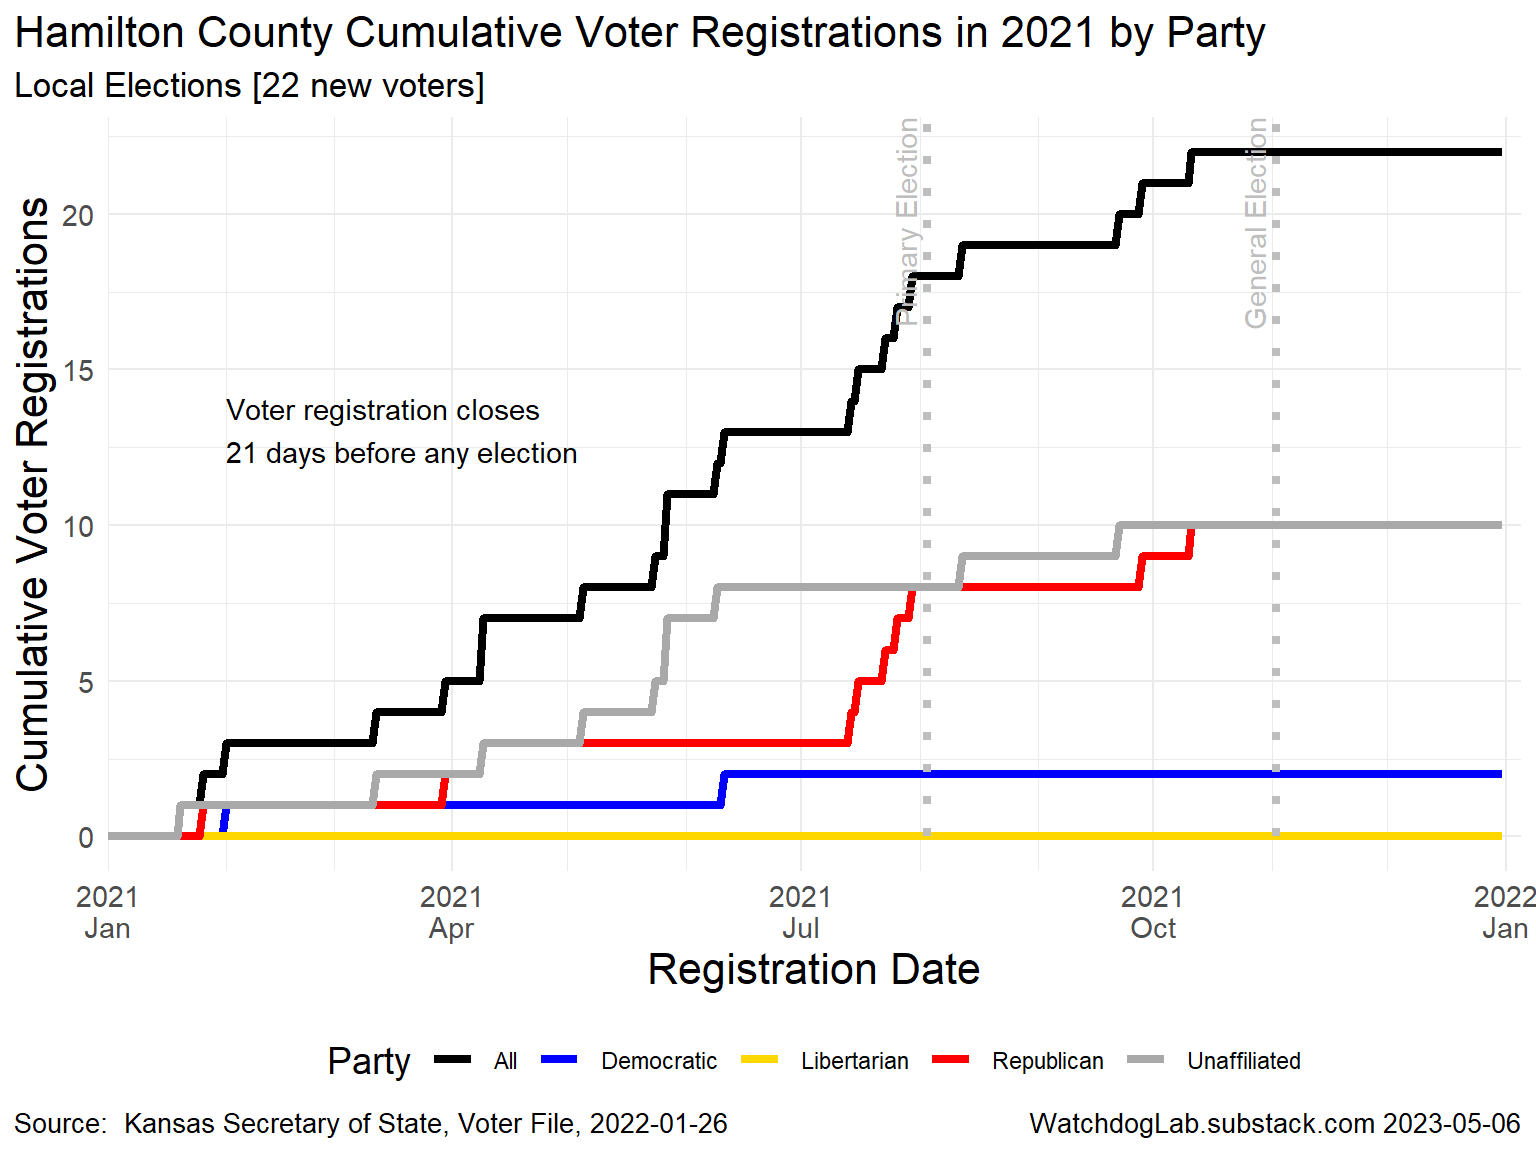 Hamilton County Cumulative Voter Registrations in 2021 by Party
Local Elections [22 new voters]
Cumulative Voter Registrations
20
15
10
5
0
Primary Election
General Election
Voter registration closes
21 days before any election
2021
Jan
2021
Apr
2021
Jul
2021
Oct
2022
Jan
Registration Date
Party All Democratic Libertarian Republican Unaffiliated
Source:  Kansas Secretary of State, Voter File, 2022-01-26
WatchdogLab.substack.com 2023-05-06